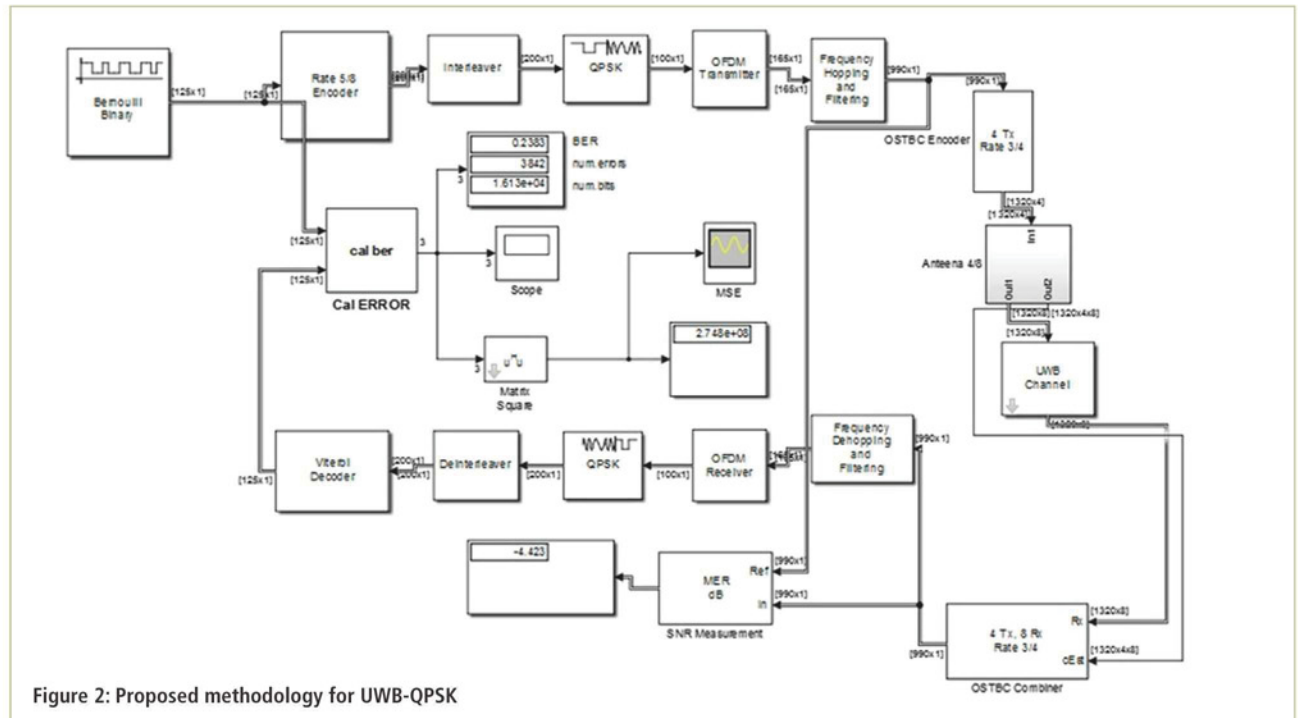 Bernoulli
Binary
[125x1]
[125x1]
Rate 5/8
Encoder
Interleaver
[200x1]
QPSK
[100x1]
OFDM
Transmitter
[165x1]
[165x1]
Frequency
Hopping
and
Filtering
[990x1]
[990x1]
OSTBC Encoder
4 Tx
Rate 3/4
[1320x4]
[1320x4]
In1
Anteena 4/8
Out1
Out2
[1320x8]
[1320x4x8]
[1320x8]
UWB
Channel
[1320x8]
0.2383
BER
3842
num.errors
1.613e+04
num.bits
3
[125x1]
[125x1]
cal ber
3
Cal ERROR
3
Scope
MSE
2.748e+08
3
u
u
Matrix
Square
Viterbi
Decoder
[125x1]
[200x1]
[200x1]
Deinterleaver
[200x1]
QPSK
[100x1]
OFDM
Receiver
Frequency
Dehopping
and
Filtering
[990x1]
-4.423
MER
dB
Ref
In
[990x1]
[990x1]
SNR Measurement
[990x1]
4 Tx, 8 Rx
Rate 3/4
Rx
cEst
[1320x8]
[1320x4x8]
OSTBC Combiner
Figure 2: Proposed methodology for UWB-QPSK